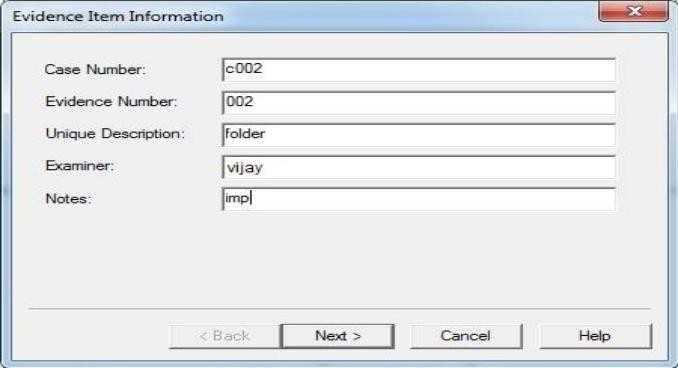 Evidence Item Information
Case Number: c002
Evidence Number: 002
Unique Description: folder
Examiner: vijay
Notes: imp
< Back Next > Cancel Help